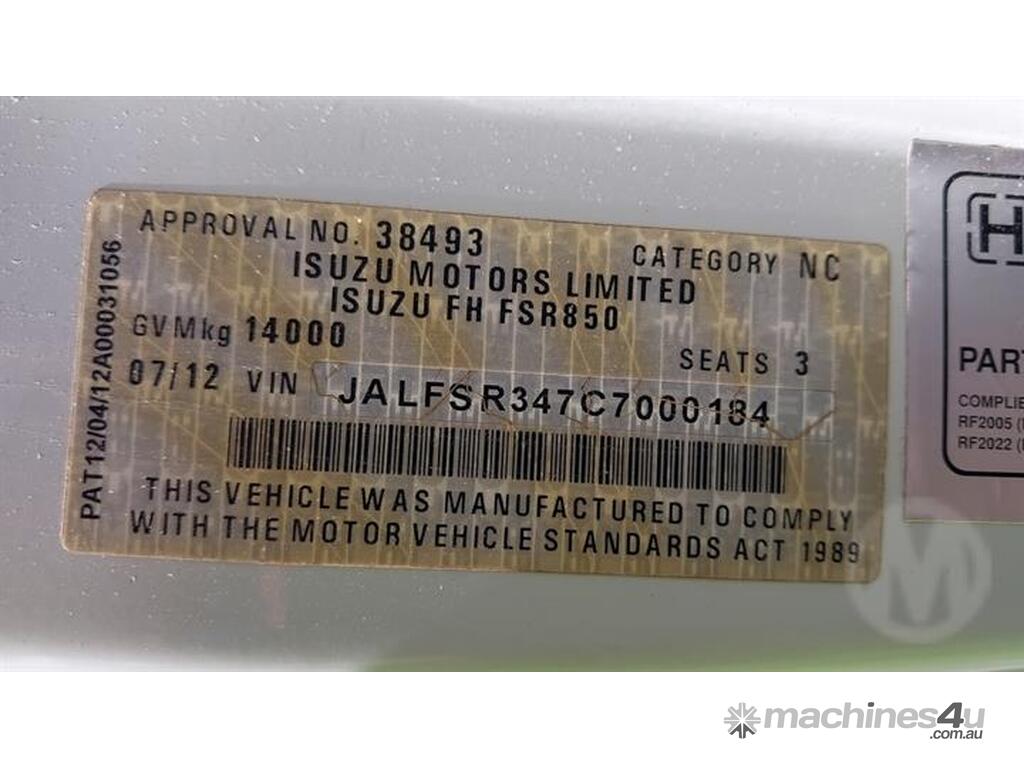 APPROVAL NO. 38493 CATEGORY NC
ISUZU MOTORS LIMITED
ISUZU FH FSR850
GVMkg 14000 SEATS 3
07/12 VIN JALFSR347C7000184
THIS VEHICLE WAS MANUFACTURED TO COMPLY
WITH THE MOTOR VEHICLE STANDARDS ACT 1989
PAT12/04/12A00031056
H
PART
COMPLIE
RF2005 (
RF2022 (
M
machines4u
.com.au